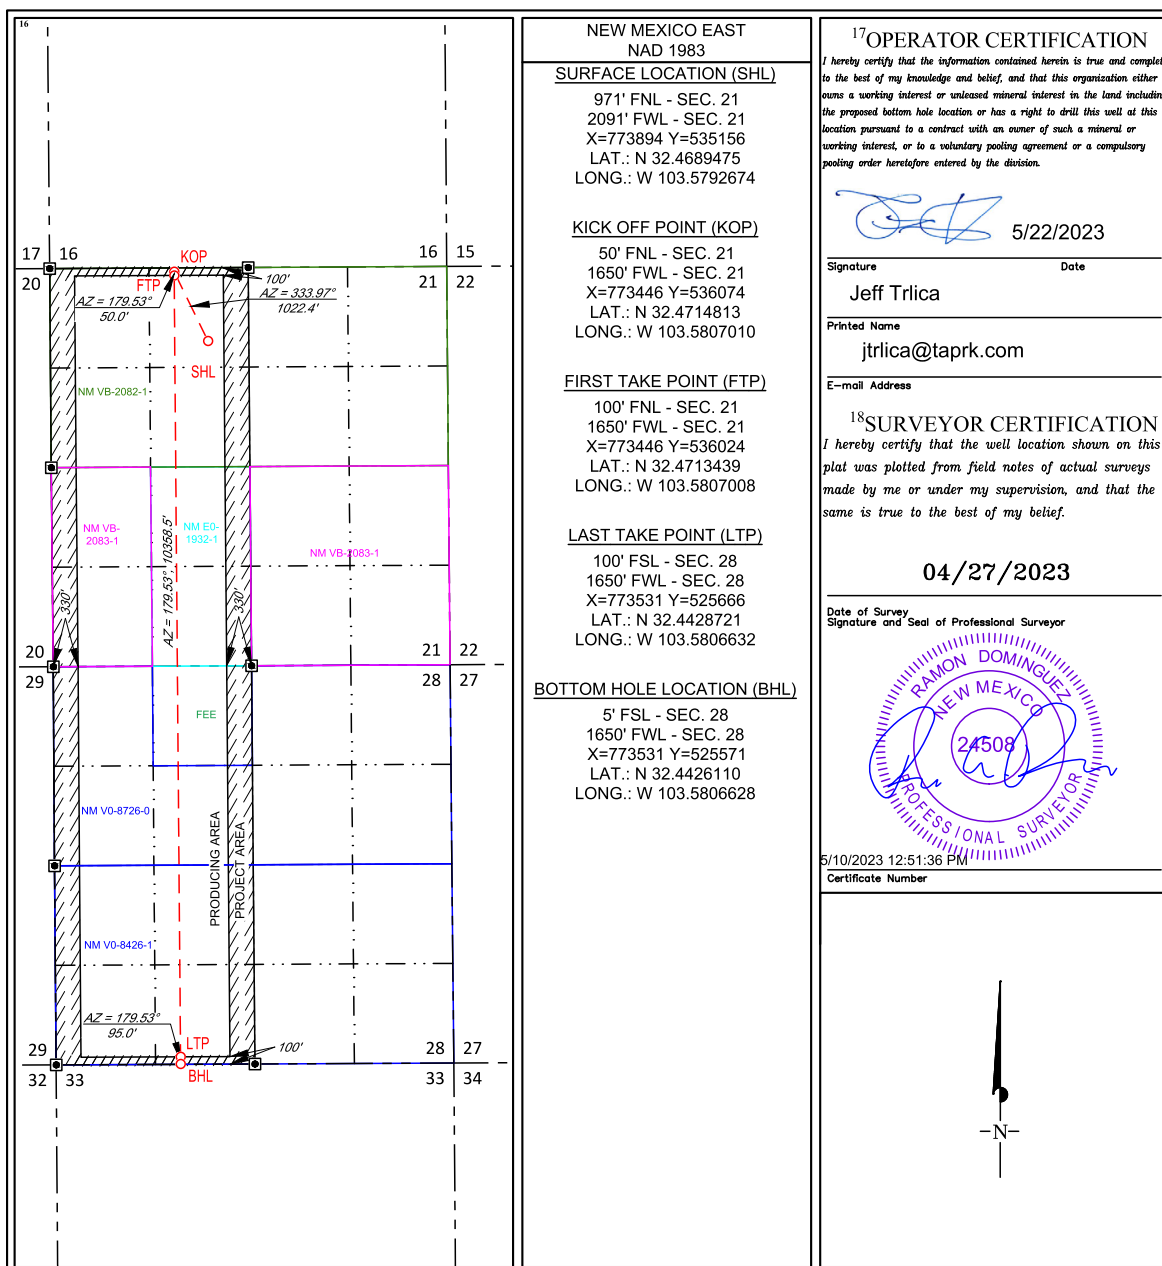 16
17 16
16 15
20
21 22
KOP
FTP
100'
AZ = 179.53°
50.0'
AZ = 333.97°
1022.4'
SHL
NM VB-2082-1
NM VB-
2083-1
NM E0-
1932-1
NM VB-2083-1
AZ = 179.53°, 10358.5'
330'
330'
20
29
21 22
28 27
FEE
NM V0-8726-0
PRODUCING AREA
PROJECT AREA
NM V0-8426-1
AZ = 179.53°
95.0'
LTP
100'
BHL
29
32 33
28 27
33 34
NEW MEXICO EAST
NAD 1983
SURFACE LOCATION (SHL)
971' FNL - SEC. 21
2091' FWL - SEC. 21
X=773894 Y=535156
LAT.: N 32.4689475
LONG.: W 103.5792674
KICK OFF POINT (KOP)
50' FNL - SEC. 21
1650' FWL - SEC. 21
X=773446 Y=536074
LAT.: N 32.4714813
LONG.: W 103.5807010
FIRST TAKE POINT (FTP)
100' FNL - SEC. 21
1650' FWL - SEC. 21
X=773446 Y=536024
LAT.: N 32.4713439
LONG.: W 103.5807008
LAST TAKE POINT (LTP)
100' FSL - SEC. 28
1650' FWL - SEC. 28
X=773531 Y=525666
LAT.: N 32.4428721
LONG.: W 103.5806632
BOTTOM HOLE LOCATION (BHL)
5' FSL - SEC. 28
1650' FWL - SEC. 28
X=773531 Y=525571
LAT.: N 32.4426110
LONG.: W 103.5806628
17OPERATOR CERTIFICATION
I hereby certify that the information contained herein is true and complet
to the best of my knowledge and belief, and that this organization either
owns a working interest or unleased mineral interest in the land includin
the proposed bottom hole location or has a right to drill this well at this
location pursuant to a contract with an owner of such a mineral or
working interest, or to a voluntary pooling agreement or a compulsory
pooling order heretofore entered by the division.
5/22/2023
Signature Date
Jeff Trlica
Printed Name
jtrlica@taprk.com
E-mail Address
18SURVEYOR CERTIFICATION
I hereby certify that the well location shown on this
plat was plotted from field notes of actual surveys
made by me or under my supervision, and that the
same is true to the best of my belief.
04/27/2023
Date of Survey
Signature and Seal of Professional Surveyor
RAMON DOMINGUEZ
NEW MEXICO
24508
PROFESSIONAL SURVEYOR
5/10/2023 12:51:36 PM
Certificate Number
-N-